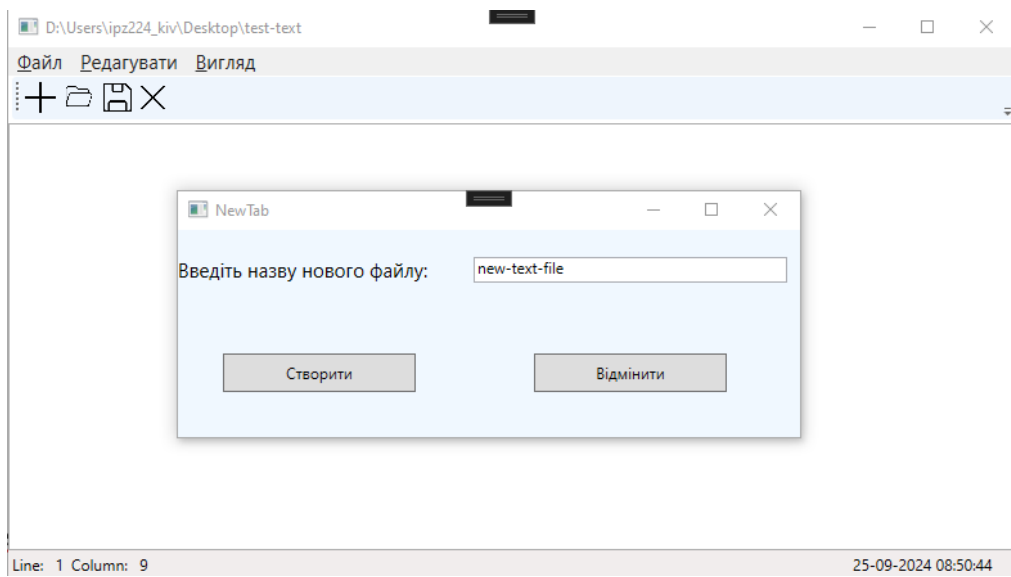 D:\Users\ipz224_kiv\Desktop\test-text
Файл Редагувати Вигляд
NewTab
Введіть назву нового файлу: new-text-file
Створити Відмінити
Line: 1 Column: 9 25-09-2024 08:50:44